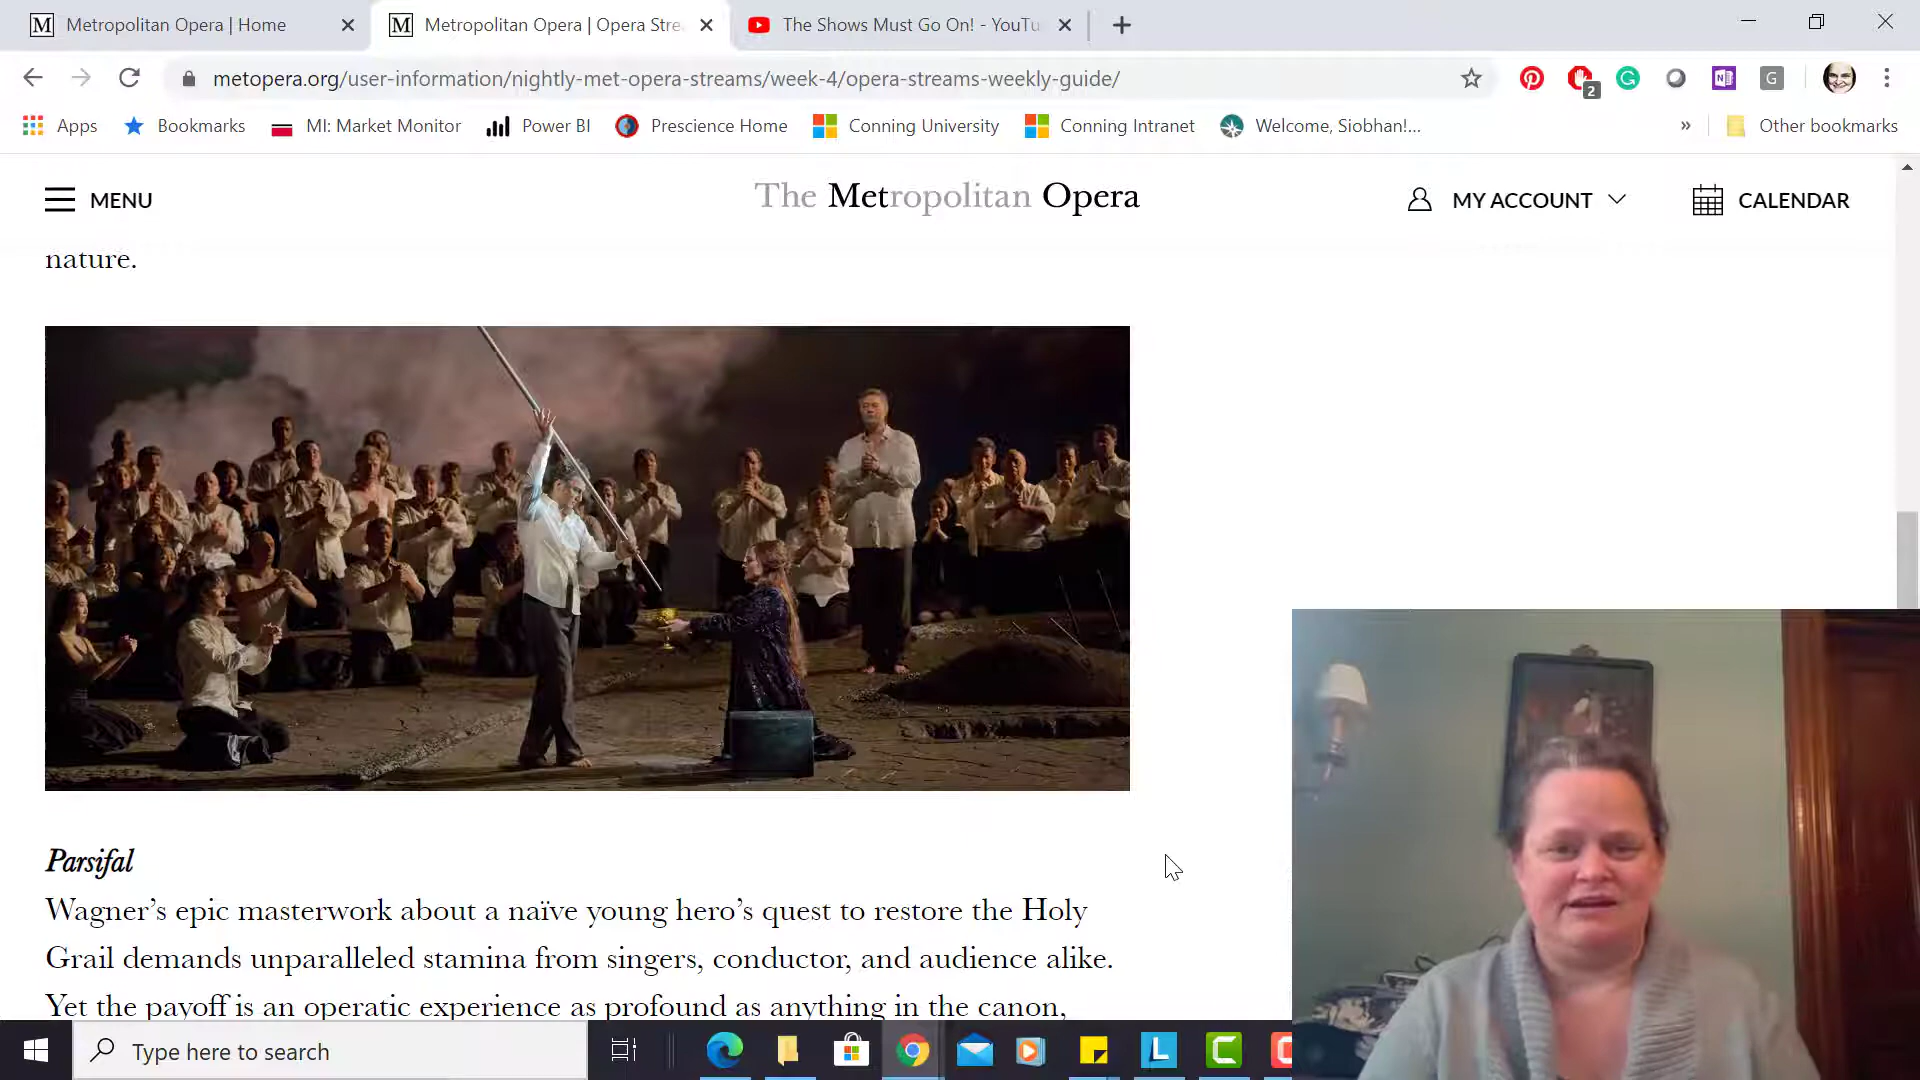 M Metropolitan Opera | Home
M Metropolitan Opera | Opera Stre
The Shows Must Go On! - YouTu
metopera.org/user-information/nightly-met-opera-streams/week-4/opera-streams-weekly-guide/
2
G
G
Apps
Bookmarks
MI: Market Monitor
Power BI
Prescience Home
Conning University
Conning Intranet
Welcome, Siobhan!...
»
Other bookmarks
MENU
The Metropolitan Opera
MY ACCOUNT
CALENDAR
nature.
Parsifal
Wagner's epic masterwork about a naïve young hero's quest to restore the Holy
Grail demands unparalleled stamina from singers, conductor, and audience alike.
Yet the payoff is an operatic experience as profound as anything in the canon,
Type here to search
L
C